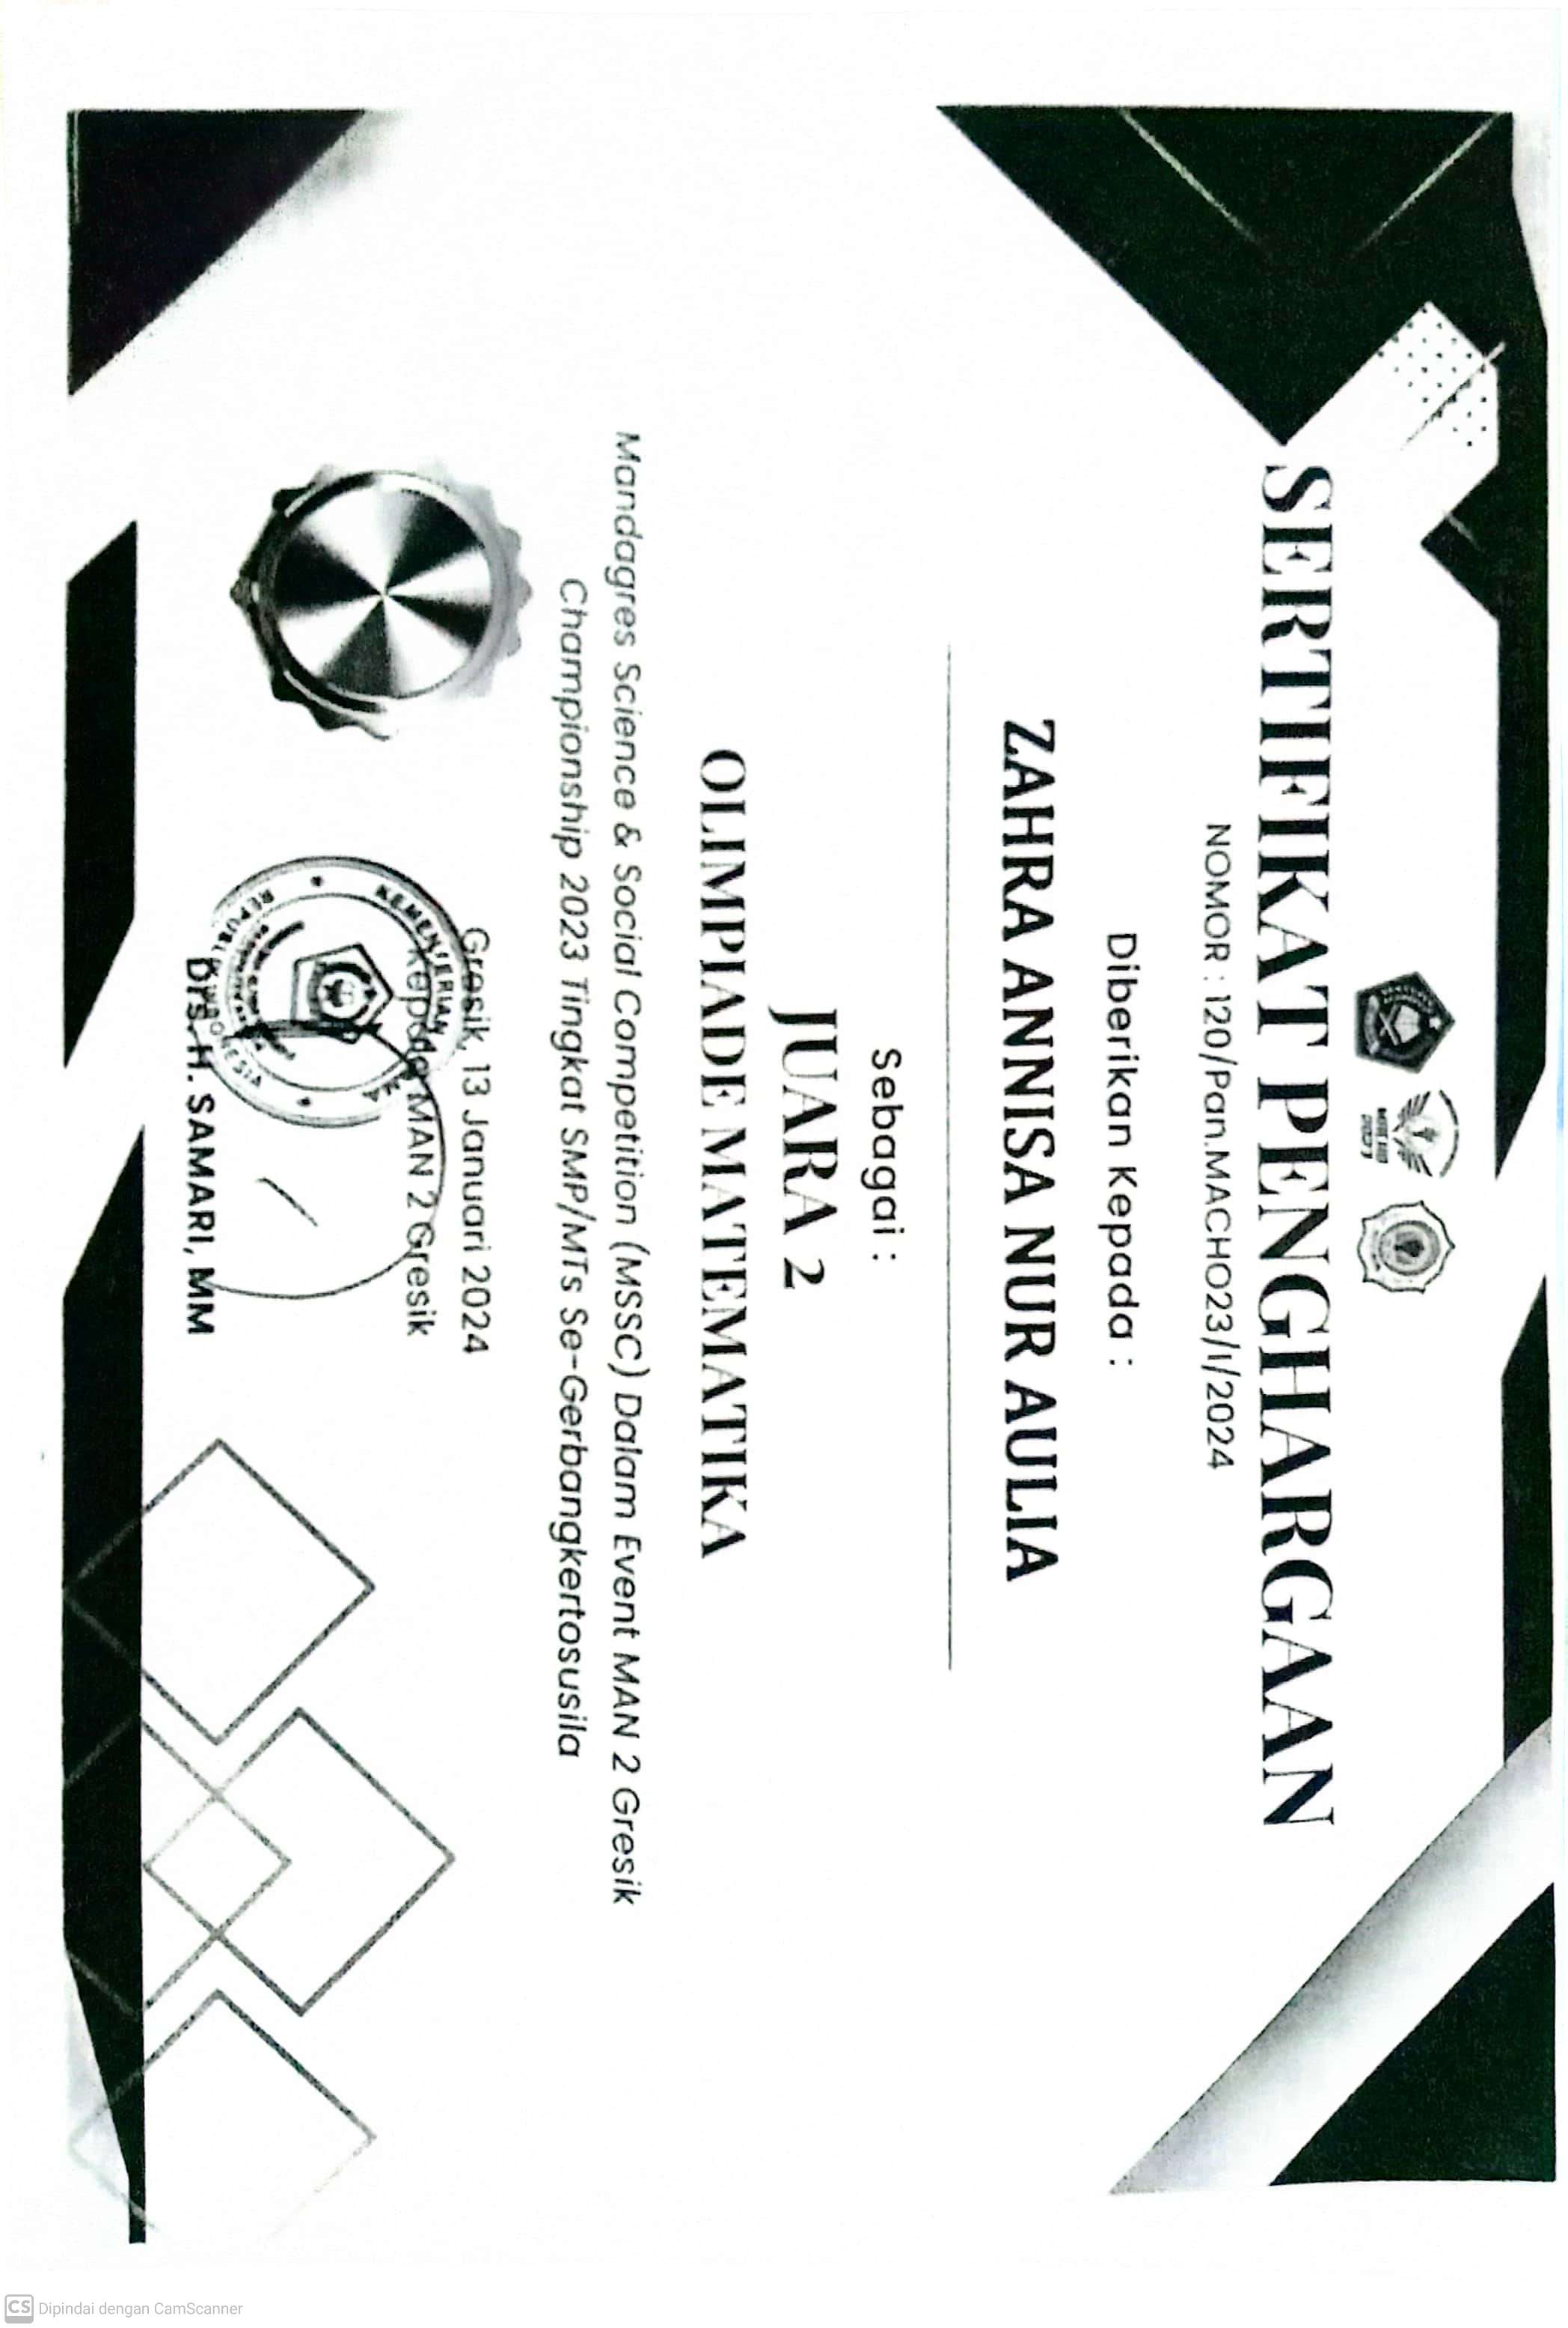 SERTIFIKAT PENGHARGAAN
NOMOR : 120/Pan.MACHO23/I/2024
Diberikan Kepada :
ZAHRA ANNISA NUR AULIA
Sebagai :
JUARA 2
OLIMPIADE MATEMATIKA
Mandagres Science & Social Competition (MSSC) Dalam Event MAN 2 Gresik
Championship 2023 Tingkat SMP/MTs Se-Gerbangkertosusila
Gresik, 13 Januari 2024
Kepala MAN 2 Gresik
KEMENTERIAN
REPUBLIK INDONESIA
Drs. H. SAMARI, MM
CS Dipindai dengan CamScanner